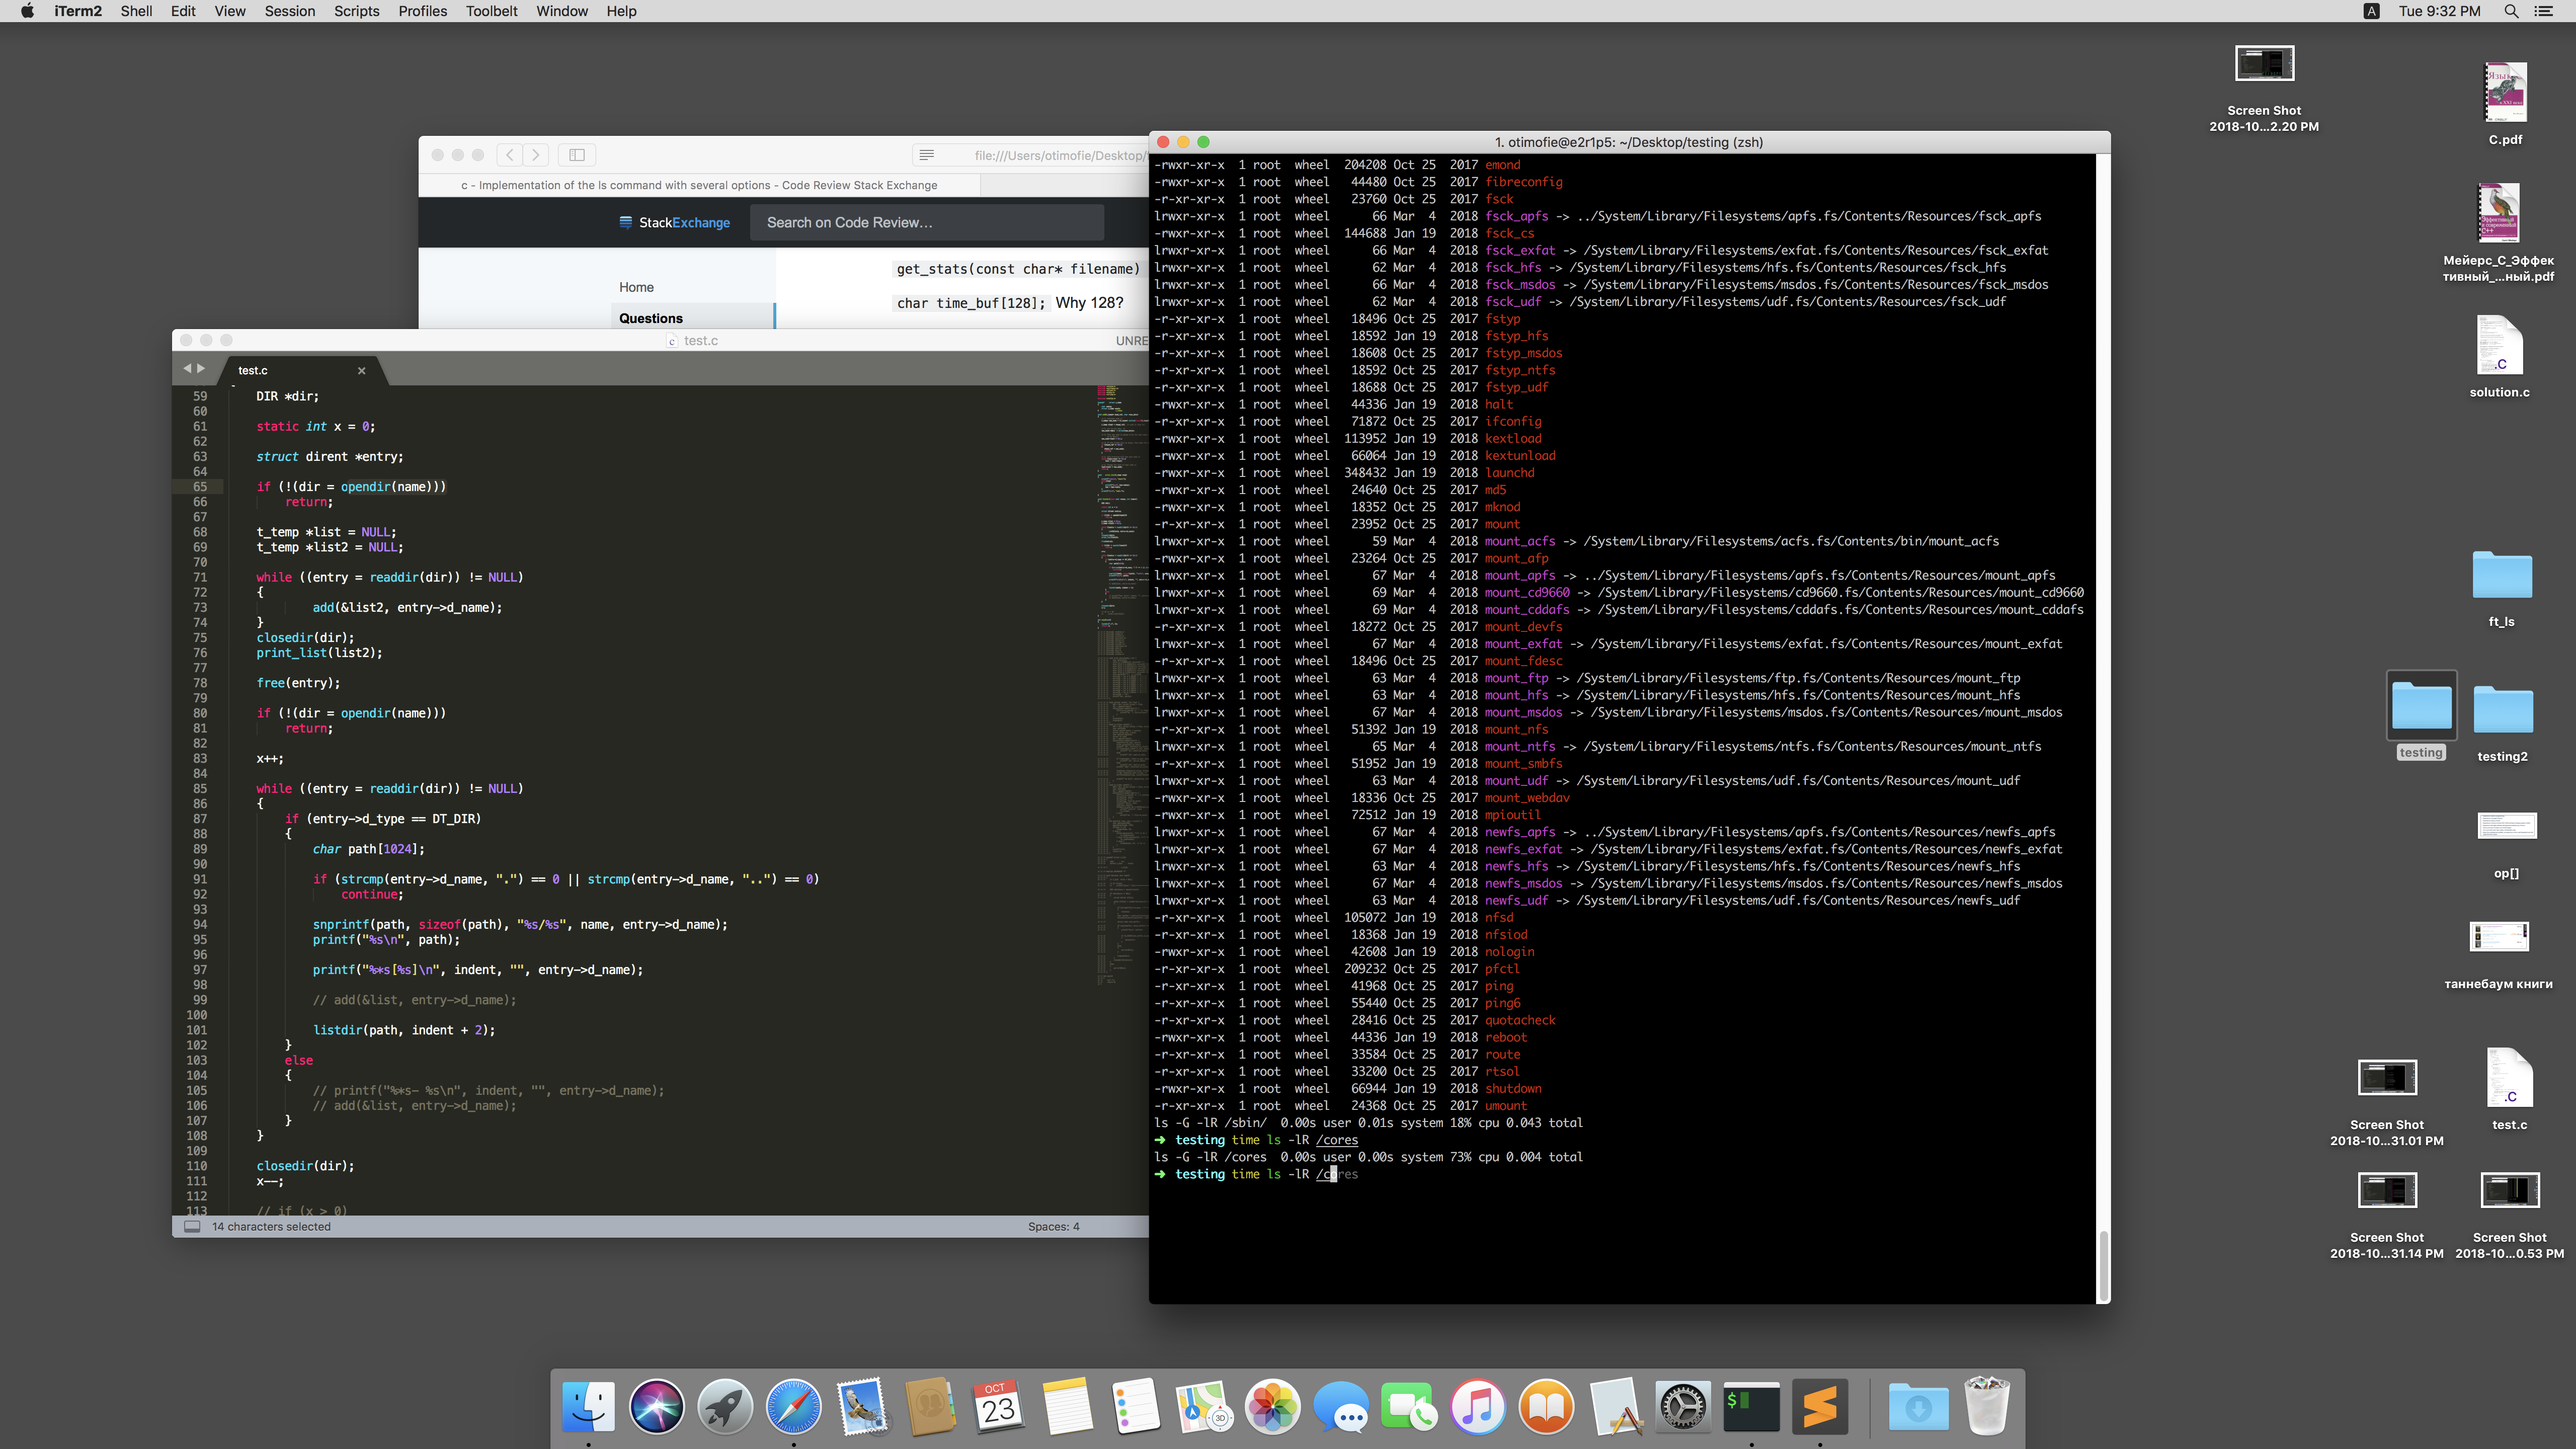 iTerm2 Shell Edit View Session Scripts Profiles Toolbelt Window Help
A Tue 9:32 PM
file:///Users/otimofie/Desktop/
c - Implementation of the ls command with several options - Code Review Stack Exchange
StackExchange
Search on Code Review…
Home
Questions
get_stats(const char* filename)
char time_buf[128]; Why 128?
test.c
UNRE
test.c
59 DIR *dir;
60
61 static int x = 0;
62
63 struct dirent *entry;
64
65 if (!(dir = opendir(name)))
66 return;
67
68 t_temp *list = NULL;
69 t_temp *list2 = NULL;
70
71 while ((entry = readdir(dir)) != NULL)
72 {
73 add(&list2, entry->d_name);
74 }
75 closedir(dir);
76 print_list(list2);
77
78 free(entry);
79
80 if (!(dir = opendir(name)))
81 return;
82
83 x++;
84
85 while ((entry = readdir(dir)) != NULL)
86 {
87 if (entry->d_type == DT_DIR)
88 {
89 char path[1024];
90
91 if (strcmp(entry->d_name, ".") == 0 || strcmp(entry->d_name, "..") == 0)
92 continue;
93
94 snprintf(path, sizeof(path), "%s/%s", name, entry->d_name);
95 printf("%s\n", path);
96
97 printf("%*s[%s]\n", indent, "", entry->d_name);
98
99 // add(&list, entry->d_name);
100
101 listdir(path, indent + 2);
102 }
103 else
104 {
105 // printf("%*s- %s\n", indent, "", entry->d_name);
106 // add(&list, entry->d_name);
107 }
108 }
109
110 closedir(dir);
111 x--;
112
113 // if (x > 0)
14 characters selected
Spaces: 4
1. otimofie@e2r1p5: ~/Desktop/testing (zsh)
-rwxr-xr-x 1 root wheel 204208 Oct 25 2017 emond
-rwxr-xr-x 1 root wheel 44480 Oct 25 2017 fibreconfig
-r-xr-xr-x 1 root wheel 23760 Oct 25 2017 fsck
lrwxr-xr-x 1 root wheel 66 Mar 4 2018 fsck_apfs -> ../System/Library/Filesystems/apfs.fs/Contents/Resources/fsck_apfs
-rwxr-xr-x 1 root wheel 144688 Jan 19 2018 fsck_cs
lrwxr-xr-x 1 root wheel 66 Mar 4 2018 fsck_exfat -> /System/Library/Filesystems/exfat.fs/Contents/Resources/fsck_exfat
lrwxr-xr-x 1 root wheel 62 Mar 4 2018 fsck_hfs -> /System/Library/Filesystems/hfs.fs/Contents/Resources/fsck_hfs
lrwxr-xr-x 1 root wheel 66 Mar 4 2018 fsck_msdos -> /System/Library/Filesystems/msdos.fs/Contents/Resources/fsck_msdos
lrwxr-xr-x 1 root wheel 62 Mar 4 2018 fsck_udf -> /System/Library/Filesystems/udf.fs/Contents/Resources/fsck_udf
-r-xr-xr-x 1 root wheel 18496 Oct 25 2017 fstyp
-r-xr-xr-x 1 root wheel 18592 Jan 19 2018 fstyp_hfs
-r-xr-xr-x 1 root wheel 18608 Oct 25 2017 fstyp_msdos
-r-xr-xr-x 1 root wheel 18592 Oct 25 2017 fstyp_ntfs
-r-xr-xr-x 1 root wheel 18688 Oct 25 2017 fstyp_udf
-rwxr-xr-x 1 root wheel 44336 Jan 19 2018 halt
-rwxr-xr-x 1 root wheel 71872 Oct 25 2017 ifconfig
-rwxr-xr-x 1 root wheel 113952 Jan 19 2018 kextload
-rwxr-xr-x 1 root wheel 66064 Jan 19 2018 kextunload
-rwxr-xr-x 1 root wheel 348432 Jan 19 2018 launchd
-rwxr-xr-x 1 root wheel 24640 Oct 25 2017 md5
-rwxr-xr-x 1 root wheel 18352 Oct 25 2017 mknod
-r-xr-xr-x 1 root wheel 23952 Oct 25 2017 mount
lrwxr-xr-x 1 root wheel 59 Mar 4 2018 mount_acfs -> /System/Library/Filesystems/acfs.fs/Contents/bin/mount_acfs
-r-xr-xr-x 1 root wheel 23264 Oct 25 2017 mount_afp
lrwxr-xr-x 1 root wheel 67 Mar 4 2018 mount_apfs -> ../System/Library/Filesystems/apfs.fs/Contents/Resources/mount_apfs
lrwxr-xr-x 1 root wheel 69 Mar 4 2018 mount_cd9660 -> /System/Library/Filesystems/cd9660.fs/Contents/Resources/mount_cd9660
lrwxr-xr-x 1 root wheel 69 Mar 4 2018 mount_cddafs -> /System/Library/Filesystems/cddafs.fs/Contents/Resources/mount_cddafs
-r-xr-xr-x 1 root wheel 18272 Oct 25 2017 mount_devfs
lrwxr-xr-x 1 root wheel 67 Mar 4 2018 mount_exfat -> /System/Library/Filesystems/exfat.fs/Contents/Resources/mount_exfat
-r-xr-xr-x 1 root wheel 18496 Oct 25 2017 mount_fdesc
lrwxr-xr-x 1 root wheel 63 Mar 4 2018 mount_ftp -> /System/Library/Filesystems/ftp.fs/Contents/Resources/mount_ftp
lrwxr-xr-x 1 root wheel 63 Mar 4 2018 mount_hfs -> /System/Library/Filesystems/hfs.fs/Contents/Resources/mount_hfs
lrwxr-xr-x 1 root wheel 67 Mar 4 2018 mount_msdos -> /System/Library/Filesystems/msdos.fs/Contents/Resources/mount_msdos
-r-xr-xr-x 1 root wheel 51392 Jan 19 2018 mount_nfs
lrwxr-xr-x 1 root wheel 65 Mar 4 2018 mount_ntfs -> /System/Library/Filesystems/ntfs.fs/Contents/Resources/mount_ntfs
-r-xr-xr-x 1 root wheel 51952 Jan 19 2018 mount_smbfs
lrwxr-xr-x 1 root wheel 63 Mar 4 2018 mount_udf -> /System/Library/Filesystems/udf.fs/Contents/Resources/mount_udf
-rwxr-xr-x 1 root wheel 18336 Oct 25 2017 mount_webdav
-rwxr-xr-x 1 root wheel 72512 Jan 19 2018 mpioutil
lrwxr-xr-x 1 root wheel 67 Mar 4 2018 newfs_apfs -> ../System/Library/Filesystems/apfs.fs/Contents/Resources/newfs_apfs
lrwxr-xr-x 1 root wheel 67 Mar 4 2018 newfs_exfat -> /System/Library/Filesystems/exfat.fs/Contents/Resources/newfs_exfat
lrwxr-xr-x 1 root wheel 63 Mar 4 2018 newfs_hfs -> /System/Library/Filesystems/hfs.fs/Contents/Resources/newfs_hfs
lrwxr-xr-x 1 root wheel 67 Mar 4 2018 newfs_msdos -> /System/Library/Filesystems/msdos.fs/Contents/Resources/newfs_msdos
lrwxr-xr-x 1 root wheel 63 Mar 4 2018 newfs_udf -> /System/Library/Filesystems/udf.fs/Contents/Resources/newfs_udf
-r-xr-xr-x 1 root wheel 105072 Jan 19 2018 nfsd
-r-xr-xr-x 1 root wheel 18368 Jan 19 2018 nfsiod
-rwxr-xr-x 1 root wheel 42608 Jan 19 2018 nologin
-r-xr-xr-x 1 root wheel 209232 Oct 25 2017 pfctl
-r-sr-xr-x 1 root wheel 41968 Oct 25 2017 ping
-r-xr-xr-x 1 root wheel 55440 Oct 25 2017 ping6
-r-xr-xr-x 1 root wheel 28416 Oct 25 2017 quotacheck
-rwxr-xr-x 1 root wheel 44336 Jan 19 2018 reboot
-r-xr-xr-x 1 root wheel 33584 Oct 25 2017 route
-r-xr-xr-x 1 root wheel 33200 Oct 25 2017 rtsol
-rwxr-xr-x 1 root wheel 66944 Jan 19 2018 shutdown
-r-xr-xr-x 1 root wheel 24368 Oct 25 2017 umount
ls -G -lR /sbin/ 0.00s user 0.01s system 18% cpu 0.043 total
➜ testing time ls -lR /cores
ls -G -lR /cores 0.00s user 0.00s system 73% cpu 0.004 total
➜ testing time ls -lR /cores
Screen Shot
2018-10...2.20 PM
C.pdf
Мейерс_С_Эффек
тивный_...ный.pdf
.C
solution.c
ft_ls
testing
testing2
op[]
таннебаум книги
Screen Shot
2018-10...31.01 PM
.C
test.c
Screen Shot
2018-10...31.14 PM
Screen Shot
2018-10...0.53 PM
OCT
23
3D
$